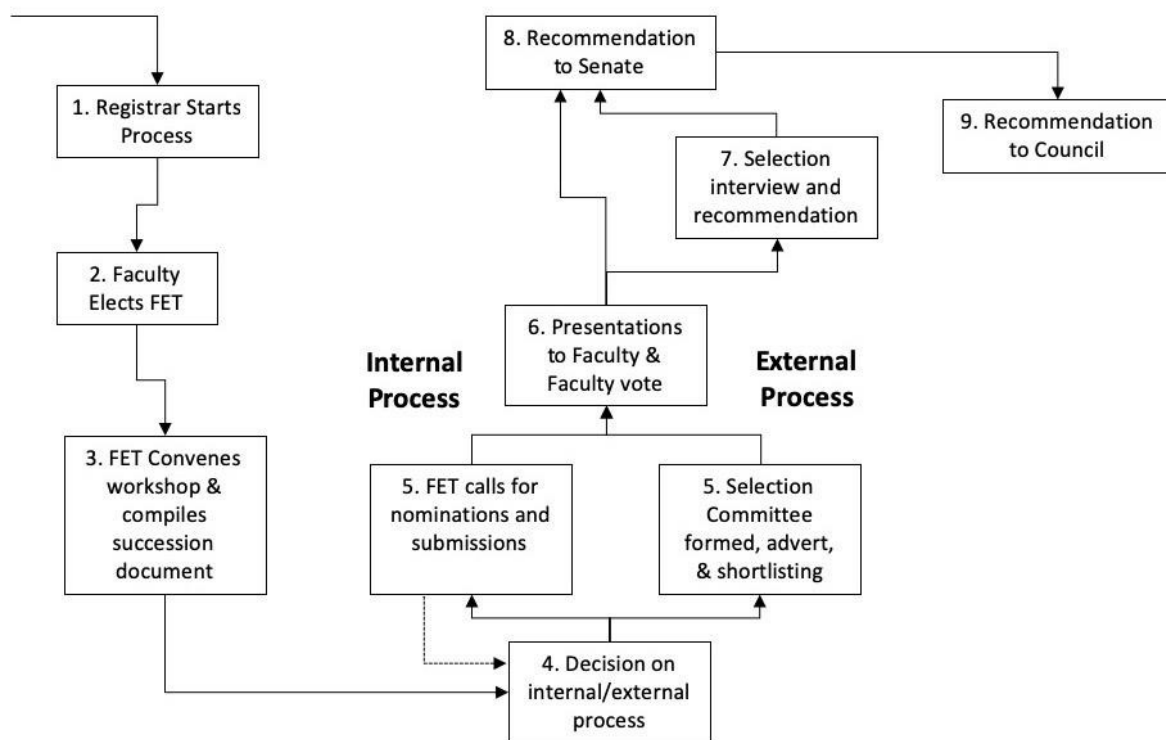 1. Registrar Starts
Process
2. Faculty
Elects FET
3. FET Convenes
workshop &
compiles
succession
document
4. Decision on
internal/external
process
Internal
Process
5. FET calls for
nominations and
submissions
External
Process
5. Selection
Committee
formed, advert,
& shortlisting
6. Presentations
to Faculty &
Faculty vote
7. Selection
interview and
recommendation
8. Recommendation
to Senate
9. Recommendation
to Council